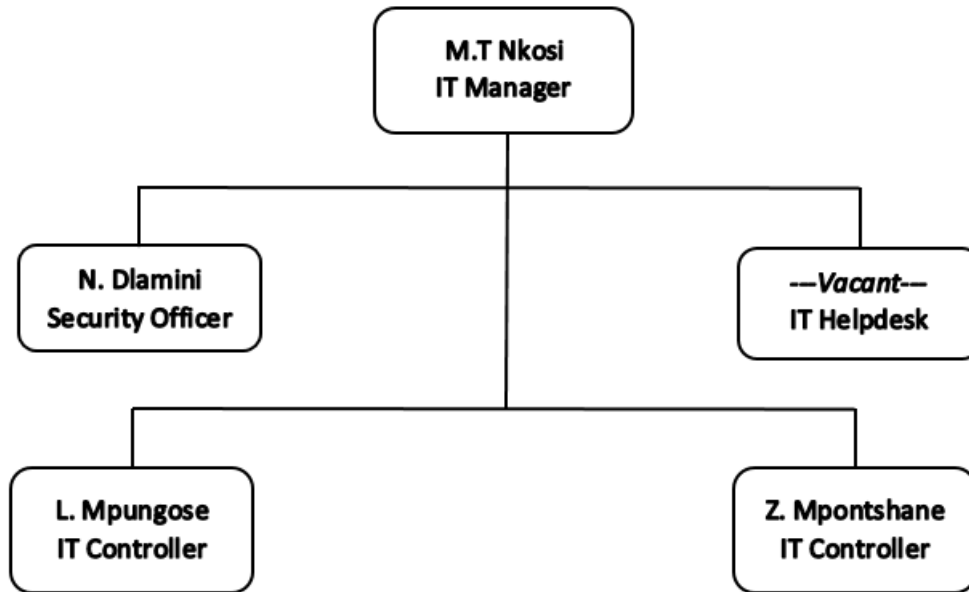 M.T Nkosi
IT Manager
N. Dlamini
Security Officer
---Vacant---
IT Helpdesk
L. Mpungose
IT Controller
Z. Mpontshane
IT Controller